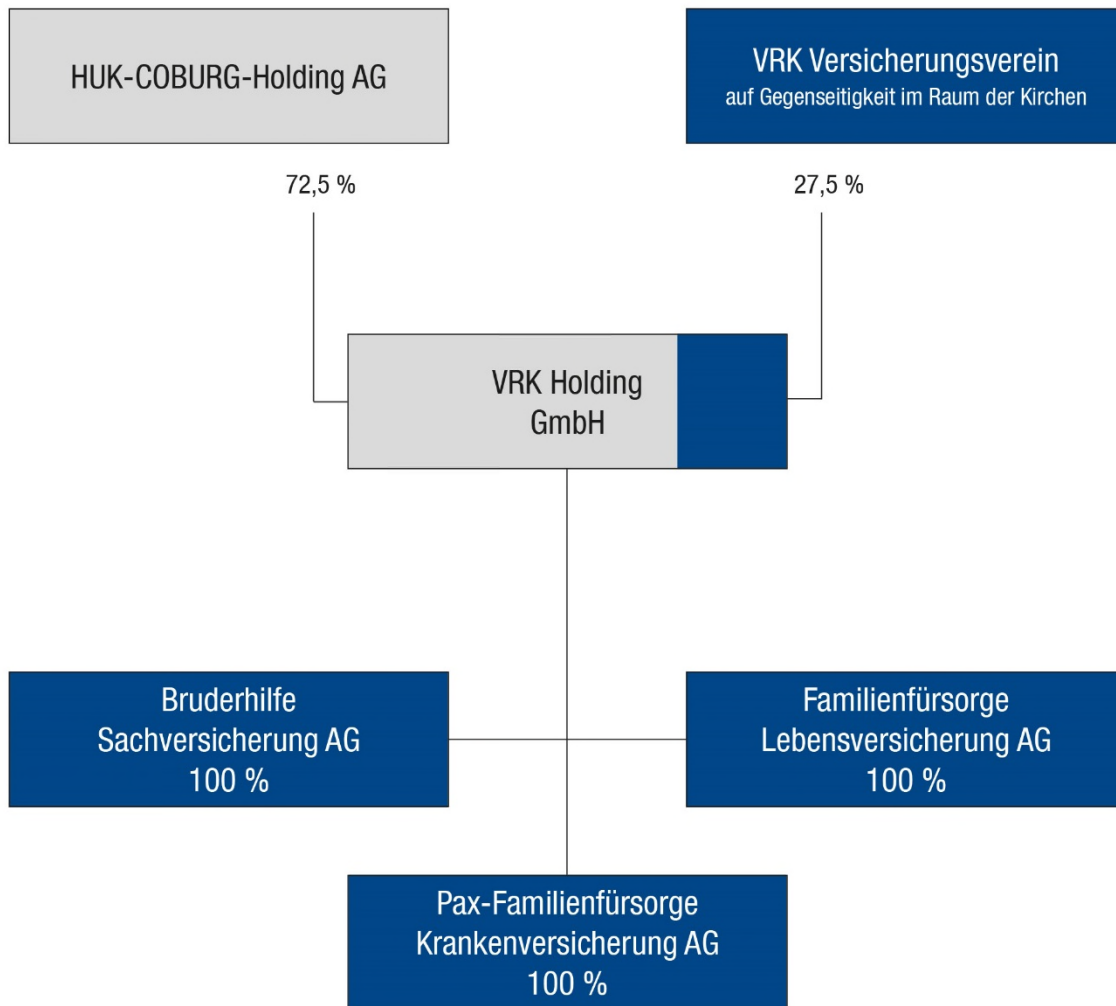 HUK-COBURG-Holding AG
VRK Versicherungsverein
auf Gegenseitigkeit im Raum der Kirchen
72,5 %
27,5 %
VRK Holding
GmbH
Bruderhilfe
Sachversicherung AG
100 %
Familienfürsorge
Lebensversicherung AG
100 %
Pax-Familienfürsorge
Krankenversicherung AG
100 %